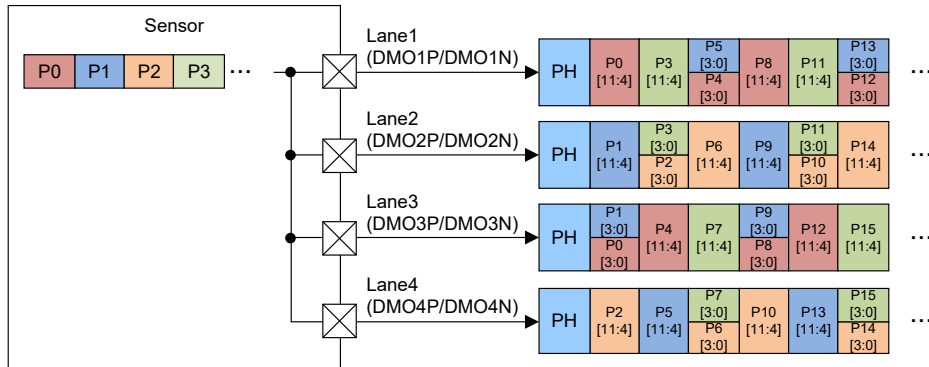 Sensor
P0 P1 P2 P3 ...
Lane1
(DMO1P/DMO1N)
PH
P0
[11:4]
P3
[11:4]
P5
[3:0]
P4
[3:0]
P8
[11:4]
P11
[11:4]
P13
[3:0]
P12
[3:0]
...
Lane2
(DMO2P/DMO2N)
PH
P1
[11:4]
P3
[3:0]
P2
[3:0]
P6
[11:4]
P9
[11:4]
P11
[3:0]
P10
[3:0]
P14
[11:4]
...
Lane3
(DMO3P/DMO3N)
PH
P1
[3:0]
P0
[3:0]
P4
[11:4]
P7
[11:4]
P9
[3:0]
P8
[3:0]
P12
[11:4]
P15
[11:4]
...
Lane4
(DMO4P/DMO4N)
PH
P2
[11:4]
P5
[11:4]
P7
[3:0]
P6
[3:0]
P10
[11:4]
P13
[11:4]
P15
[3:0]
P14
[3:0]
...